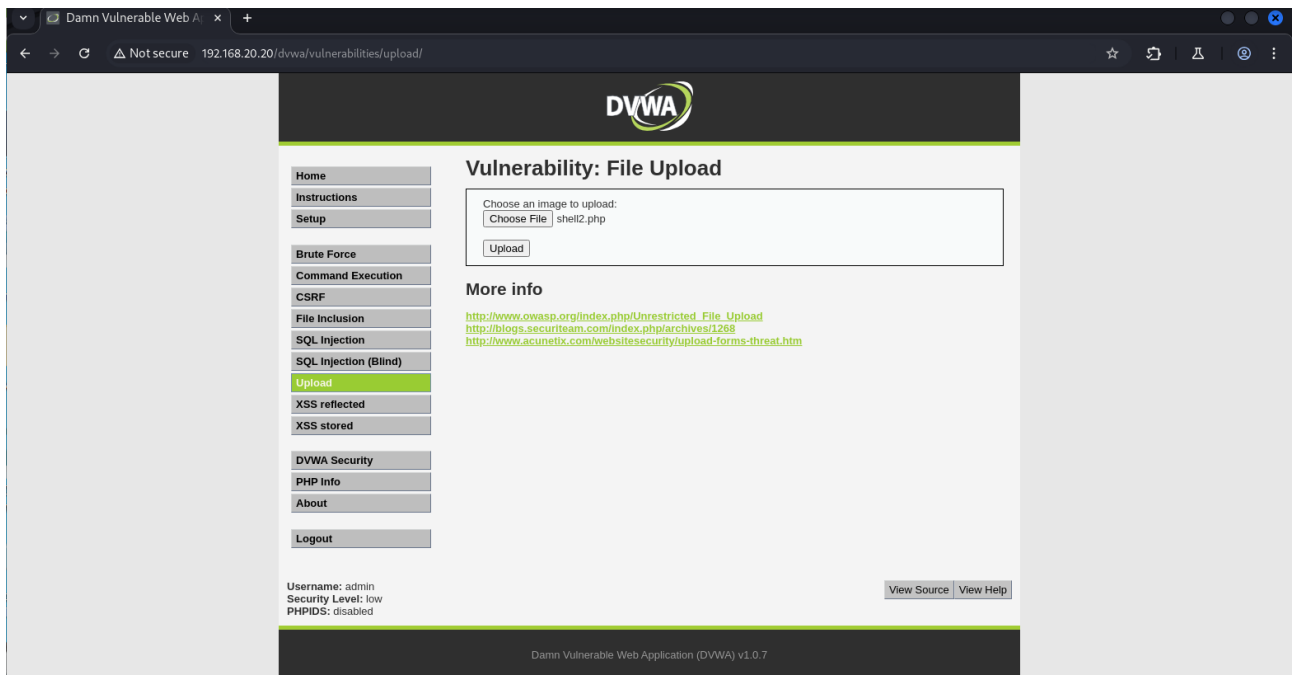 Damn Vulnerable Web A
Not secure 192.168.20.20/dvwa/vulnerabilities/upload/
DVWA
Home
Instructions
Setup
Brute Force
Command Execution
CSRF
File Inclusion
SQL Injection
SQL Injection (Blind)
Upload
XSS reflected
XSS stored
DVWA Security
PHP Info
About
Logout
Vulnerability: File Upload
Choose an image to upload:
Choose File shell2.php
Upload
More info
http://www.owasp.org/index.php/Unrestricted_File_Upload
http://blogs.securiteam.com/index.php/archives/1268
http://www.acunetix.com/websitesecurity/upload-forms-threat.htm
Username: admin
Security Level: low
PHPIDS: disabled
View Source View Help
Damn Vulnerable Web Application (DVWA) v1.0.7